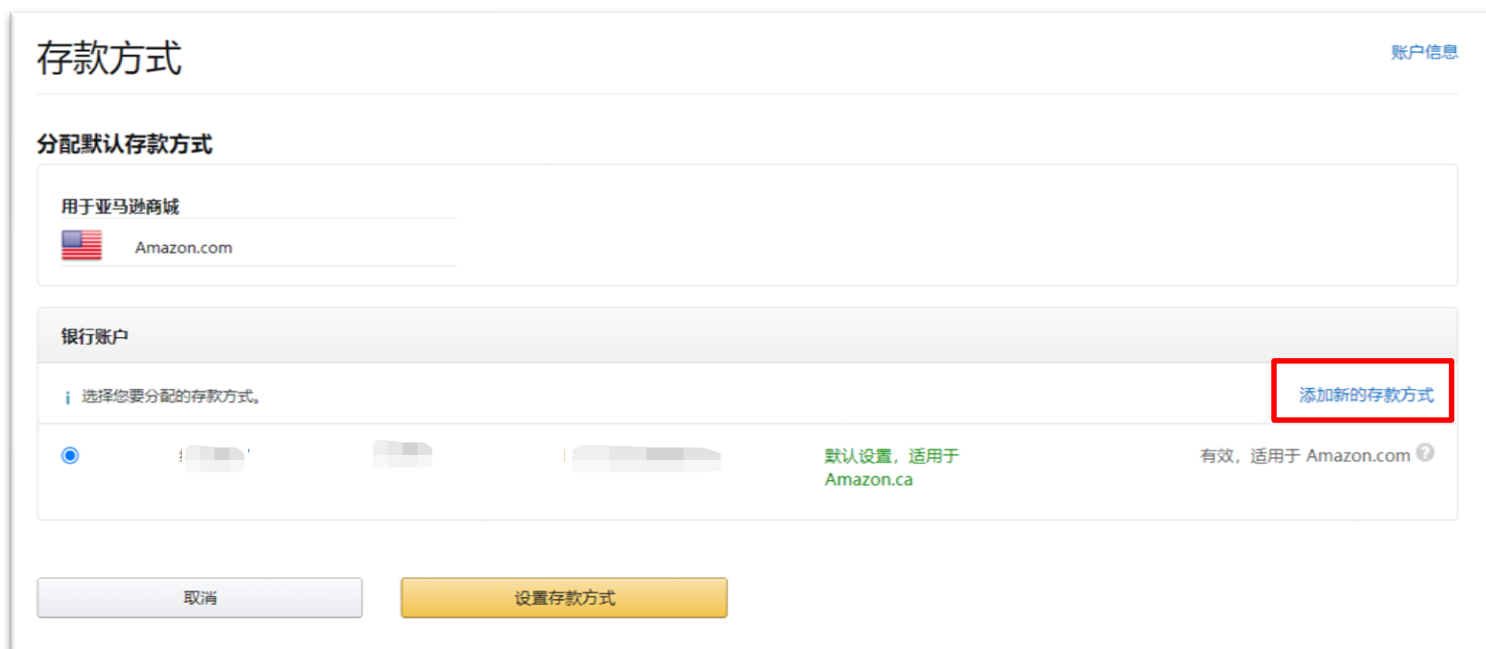 存款方式
账户信息
分配默认存款方式
用于亚马逊商城
Amazon.com
银行账户
i 选择您要分配的存款方式。
添加新的存款方式
默认设置，适用于
Amazon.ca
有效，适用于 Amazon.com ?
取消
设置存款方式